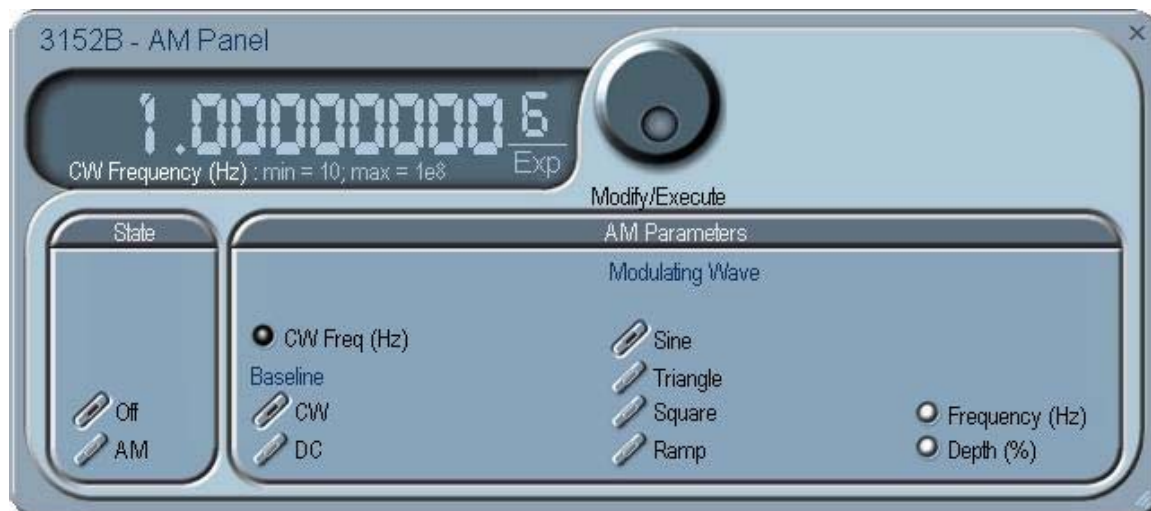 3152B - AM Panel
1.00000000 6
Exp
CW Frequency (Hz) : min = 10; max = 1e8
Modify/Execute
State
AM Parameters
Modulating Wave
CW Freq (Hz)
Baseline
Off
AM
CW
DC
Sine
Triangle
Square
Ramp
Frequency (Hz)
Depth (%)